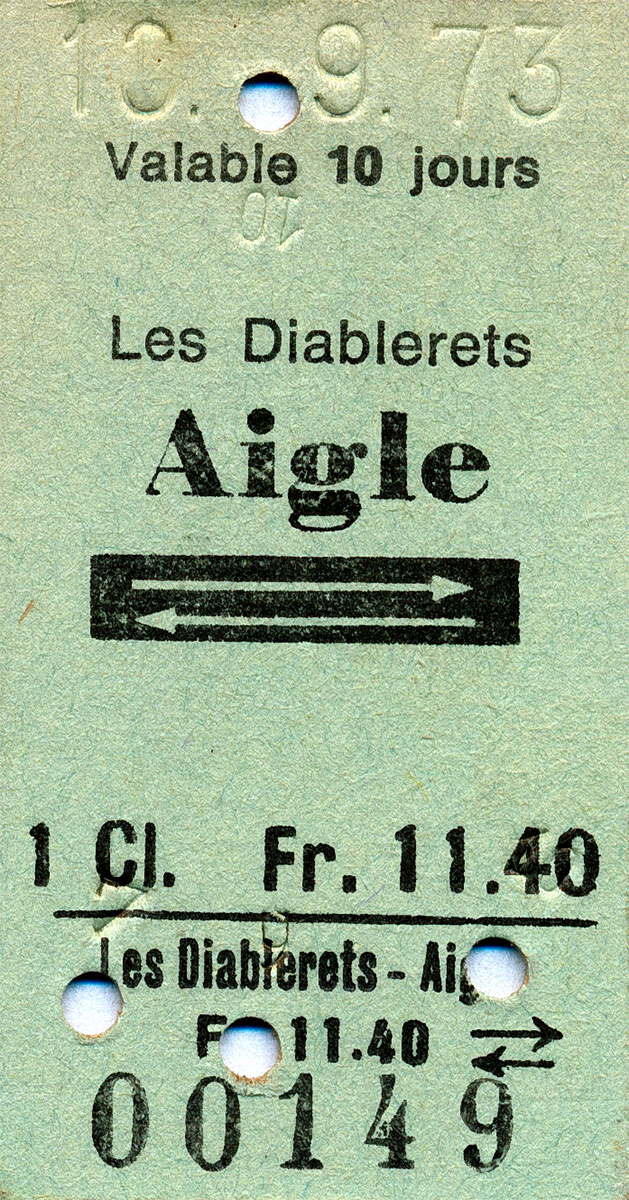 10. -9. 73
Valable 10 jours
Les Diablerets
Aigle
1 Cl. Fr. 11.40
Les Diablerets - Aig
F 11.40
00149